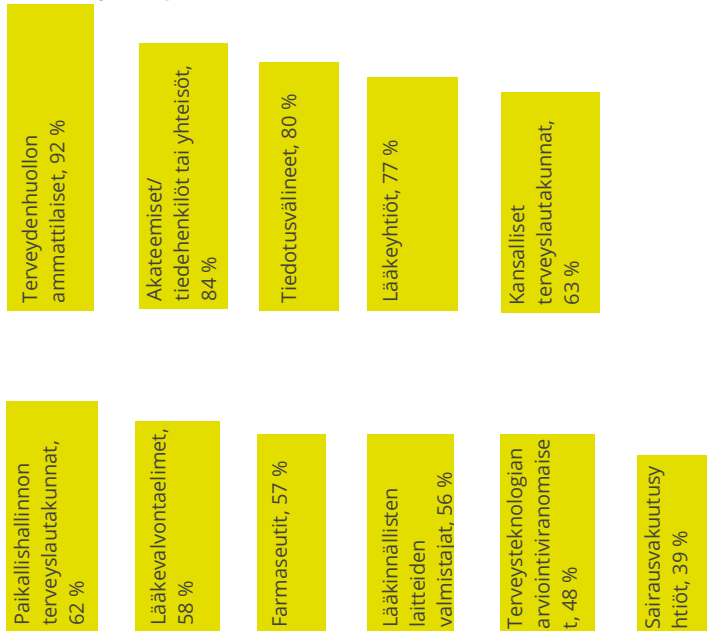 Terveydenhuollon
ammattilaiset, 92 %
Akateemiset/
tiedehenkilöt tai yhteisöt,
84 %
Tiedotusvälineet, 80 %
Lääkeyhtiöt, 77 %
Kansalliset
terveyslautakunnat,
63 %
Paikallishallinnon
terveyslautakunnat,
62 %
Lääkevalvontaelimet,
58 %
Farmaseutit, 57 %
Lääkinnällisten
laitteiden
valmistajat, 56 %
Terveysteknologian
arviointiviranomaise
t, 48 %
Sairausvakuutusy
htiöt, 39 %